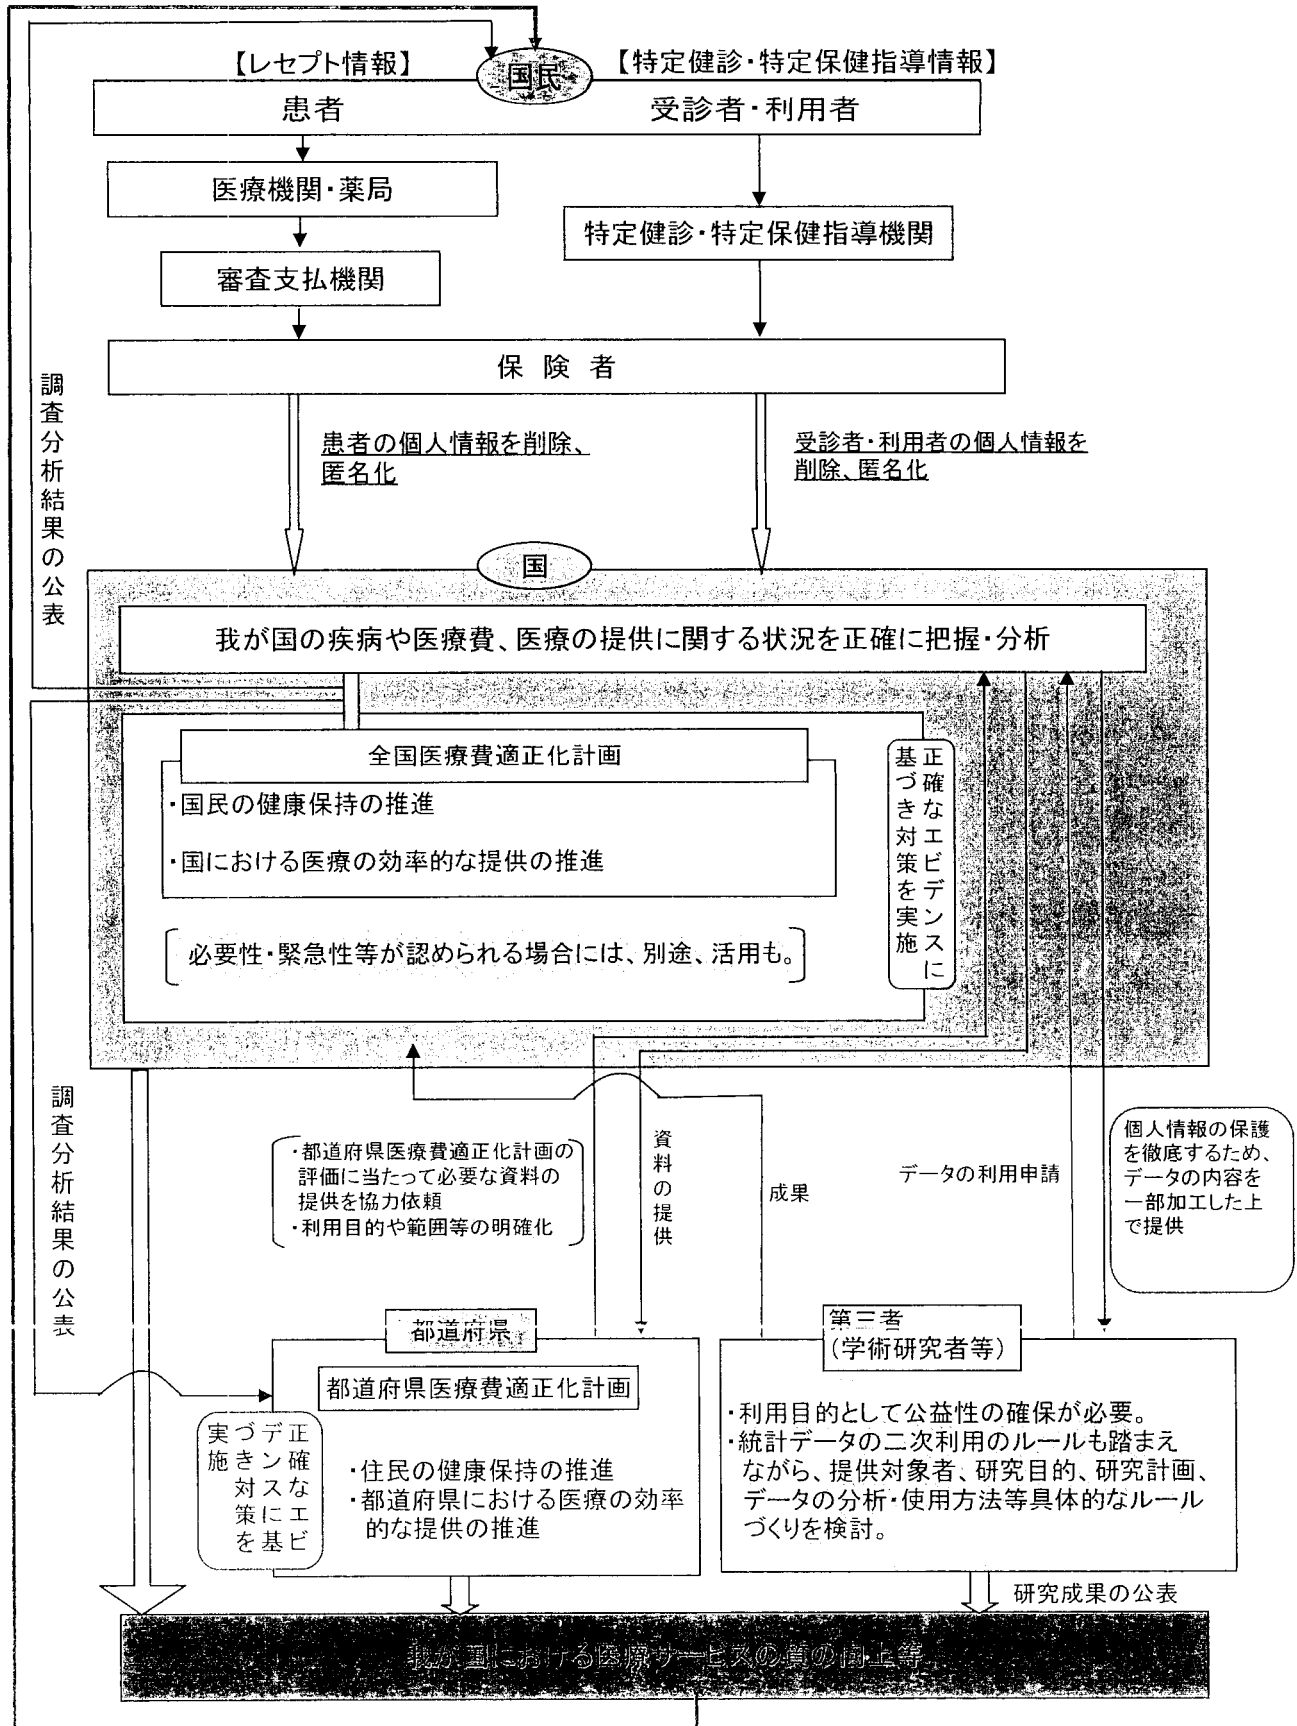 【レセプト情報】
国民
【特定健診・特定保健指導情報】
患者
受診者・利用者
医療機関・薬局
特定健診・特定保健指導機関
審査支払機関
保険者
調査分析結果の公表
患者の個人情報を削除、
匿名化
受診者・利用者の個人情報を
削除、匿名化
国
我が国の疾病や医療費、医療の提供に関する状況を正確に把握・分析
全国医療費適正化計画
・国民の健康保持の推進
・国における医療の効率的な提供の推進
必要性・緊急性等が認められる場合には、別途、活用も。
正確なエビデンスに
基づき対策を実施
調査分析結果の公表
・都道府県医療費適正化計画の
評価に当たって必要な資料の
提供を協力依頼
・利用目的や範囲等の明確化
資料の提供
成果
データの利用申請
個人情報の保護
を徹底するため、
データの内容を
一部加工した上
で提供
都道府県
都道府県医療費適正化計画
正確なエビ
デンスに基
づき対策を
実施
・住民の健康保持の推進
・都道府県における医療の効率
的な提供の推進
第三者
(学術研究者等)
・利用目的として公益性の確保が必要。
・統計データの二次利用のルールも踏まえ
ながら、提供対象者、研究目的、研究計画、
データの分析・使用方法等具体的なルール
づくりを検討。
研究成果の公表
我が国における医療サービスの質の向上等